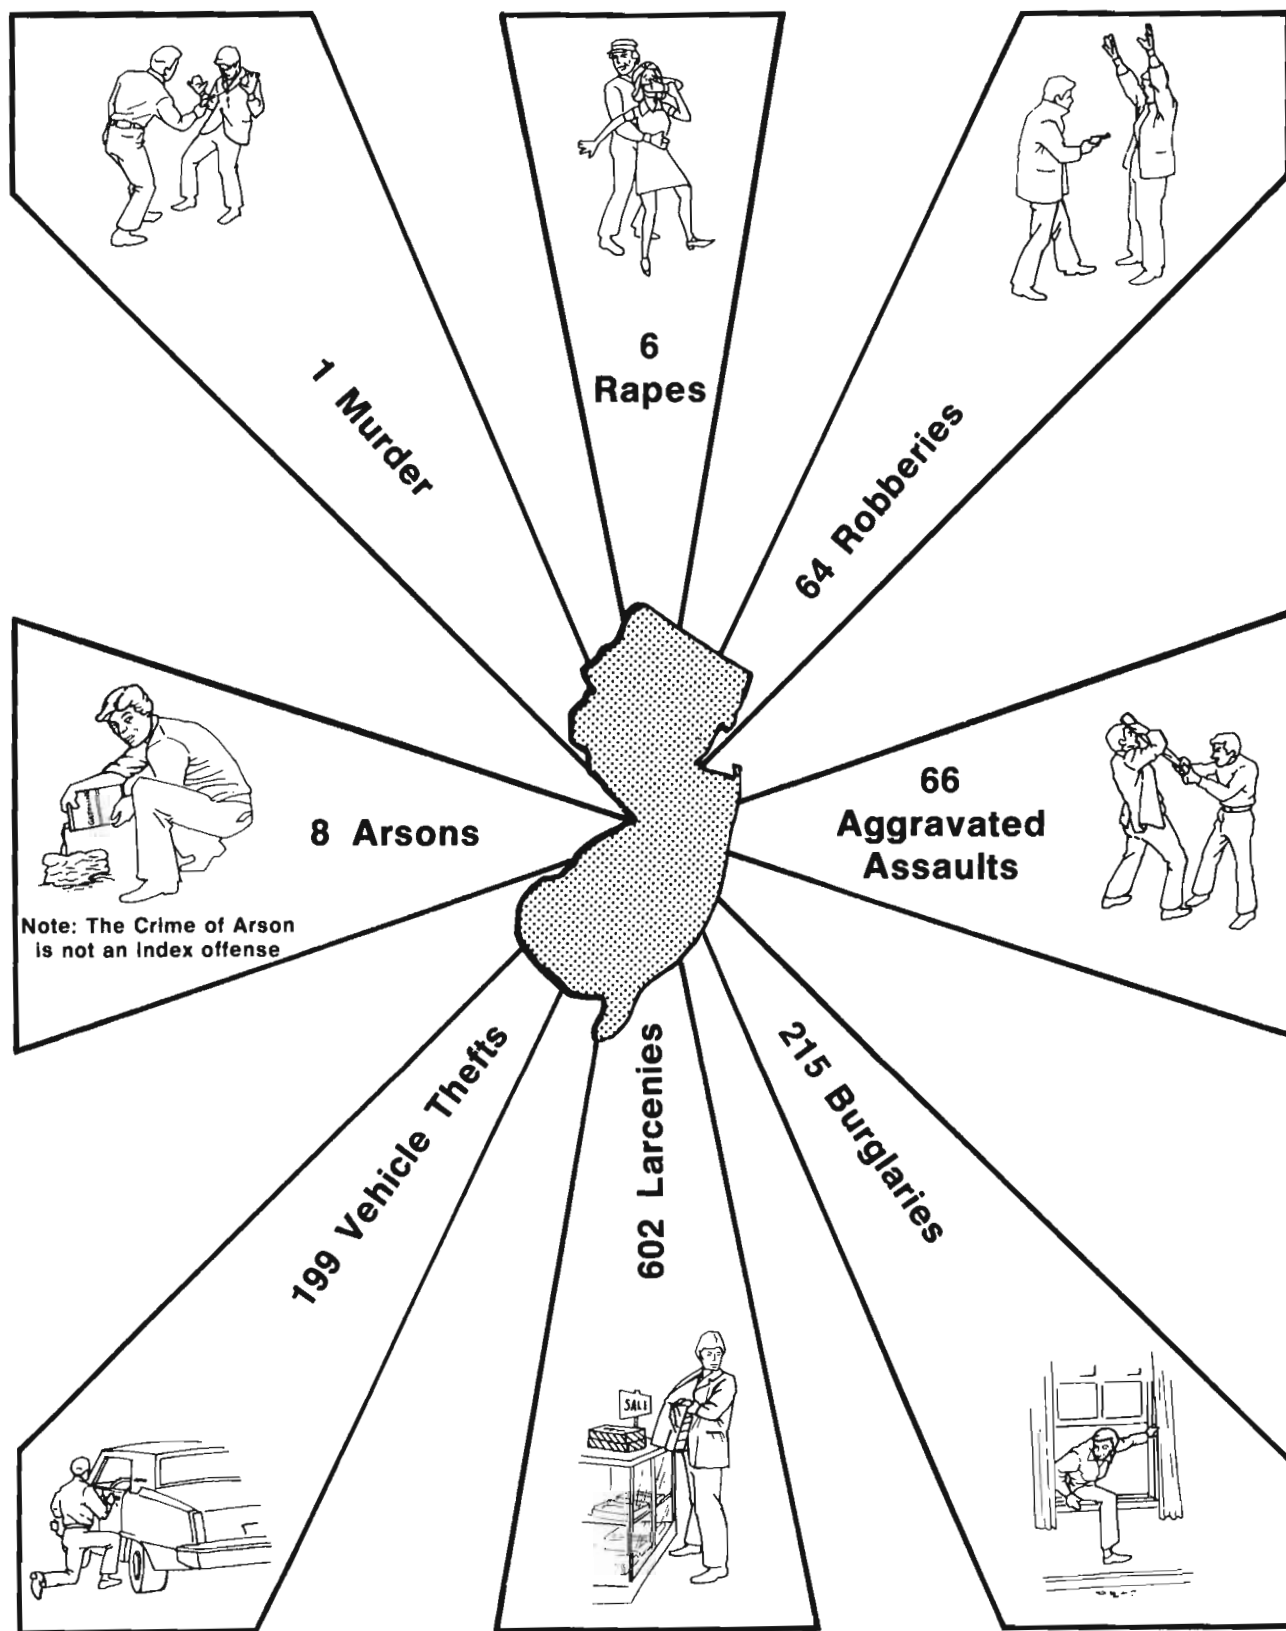 1 Murder
6
Rapes
64 Robberies
8 Arsons
Note: The Crime of Arson
is not an Index offense
66
Aggravated
Assaults
199 Vehicle Thefts
602 Larcenies
215 Burglaries
SALE